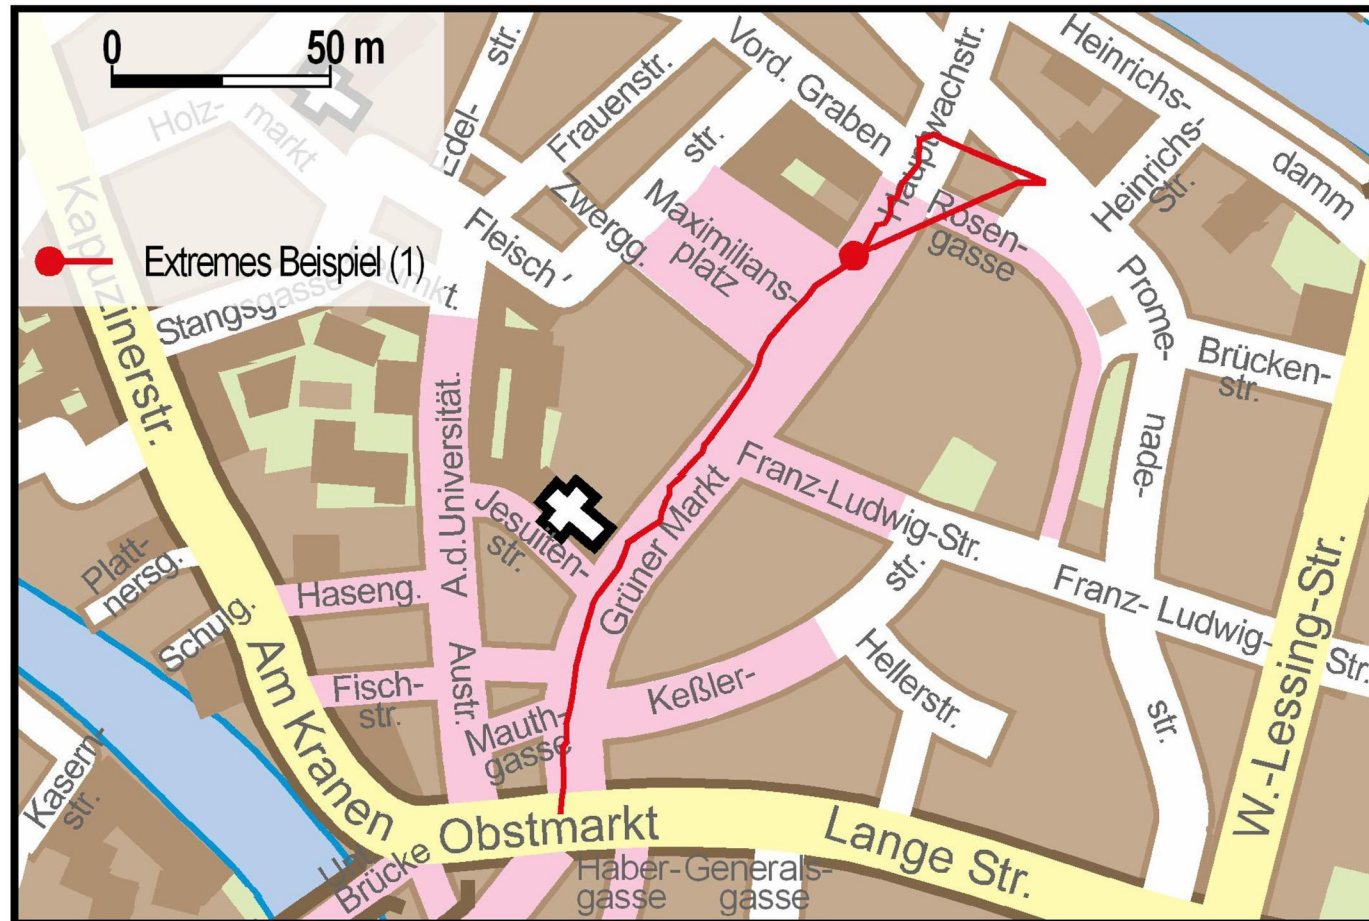 0 50 m
Extremes Beispiel (1)
Holz-
markt
Edel-
str.
Frauenstr.
Vord. Graben
Hauptwachstr.
Heinrichs-
damm
Heinrichs-
Str.
Kapuzinerstr.
Fleisch
str.
Zwergg.
Maximilians-
platz
Rosen-
gasse
Stangsgasse
Prome-
nade-
str.
Brücken-
str.
A.d.Universität.
Jesuiten-
str.
Grüner Markt
Franz-Ludwig-Str.
Franz- Ludwig-
Str.
W.-Lessing-Str.
Platt-
nersg.
Schulg.
Haseng.
Fisch-
str.
Austr.
Mauth-
gasse
Keßler-
str.
Hellerstr.
Am Kranen
Kasern-
str.
Obstmarkt
Lange Str.
Brücke
Haber-
gasse
Generals-
gasse